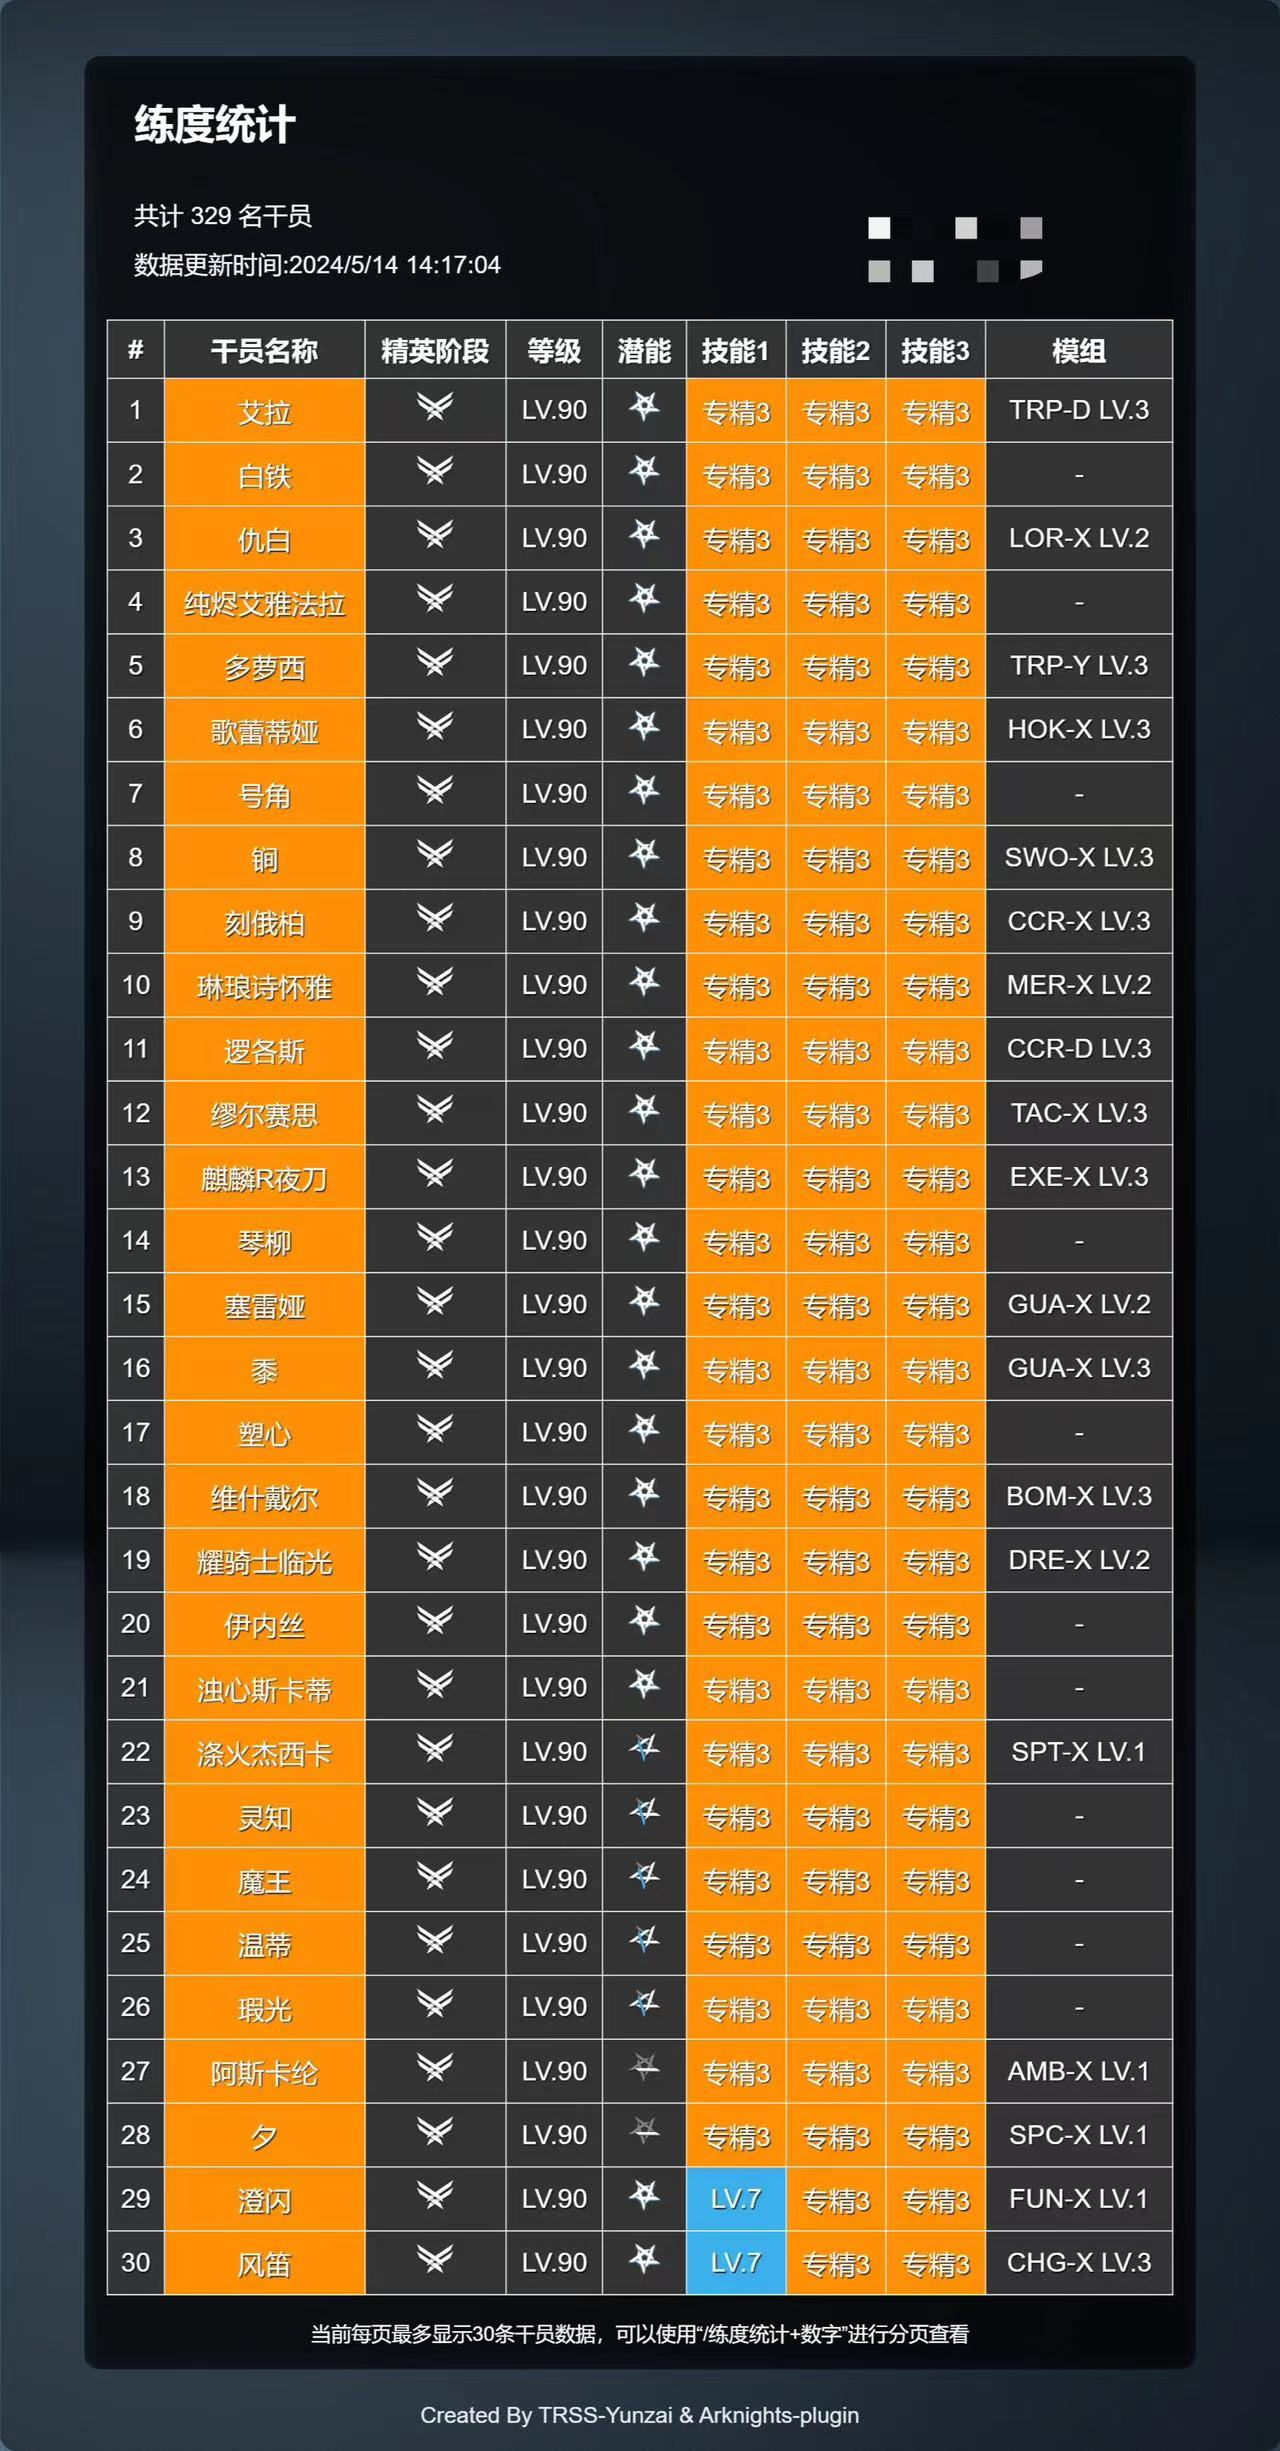 练度统计
共计 329 名干员
数据更新时间:2024/5/14 14:17:04
# 干员名称 精英阶段 等级 潜能 技能1 技能2 技能3 模组
1 艾拉 LV.90 专精3 专精3 专精3 TRP-D LV.3
2 白铁 LV.90 专精3 专精3 专精3 -
3 仇白 LV.90 专精3 专精3 专精3 LOR-X LV.2
4 纯烬艾雅法拉 LV.90 专精3 专精3 专精3 -
5 多萝西 LV.90 专精3 专精3 专精3 TRP-Y LV.3
6 歌蕾蒂娅 LV.90 专精3 专精3 专精3 HOK-X LV.3
7 号角 LV.90 专精3 专精3 专精3 -
8 锏 LV.90 专精3 专精3 专精3 SWO-X LV.3
9 刻俄柏 LV.90 专精3 专精3 专精3 CCR-X LV.3
10 琳琅诗怀雅 LV.90 专精3 专精3 专精3 MER-X LV.2
11 逻各斯 LV.90 专精3 专精3 专精3 CCR-D LV.3
12 缪尔赛思 LV.90 专精3 专精3 专精3 TAC-X LV.3
13 麒麟R夜刀 LV.90 专精3 专精3 专精3 EXE-X LV.3
14 琴柳 LV.90 专精3 专精3 专精3 -
15 塞雷娅 LV.90 专精3 专精3 专精3 GUA-X LV.2
16 黍 LV.90 专精3 专精3 专精3 GUA-X LV.3
17 塑心 LV.90 专精3 专精3 专精3 -
18 维什戴尔 LV.90 专精3 专精3 专精3 BOM-X LV.3
19 耀骑士临光 LV.90 专精3 专精3 专精3 DRE-X LV.2
20 伊内丝 LV.90 专精3 专精3 专精3 -
21 浊心斯卡蒂 LV.90 专精3 专精3 专精3 -
22 涤火杰西卡 LV.90 专精3 专精3 专精3 SPT-X LV.1
23 灵知 LV.90 专精3 专精3 专精3 -
24 魔王 LV.90 专精3 专精3 专精3 -
25 温蒂 LV.90 专精3 专精3 专精3 -
26 瑕光 LV.90 专精3 专精3 专精3 -
27 阿斯卡纶 LV.90 专精3 专精3 专精3 AMB-X LV.1
28 夕 LV.90 专精3 专精3 专精3 SPC-X LV.1
29 澄闪 LV.90 LV.7 专精3 专精3 FUN-X LV.1
30 风笛 LV.90 LV.7 专精3 专精3 CHG-X LV.3
当前每页最多显示30条干员数据，可以使用“/练度统计+数字”进行分页查看
Created By TRSS-Yunzai & Arknights-plugin